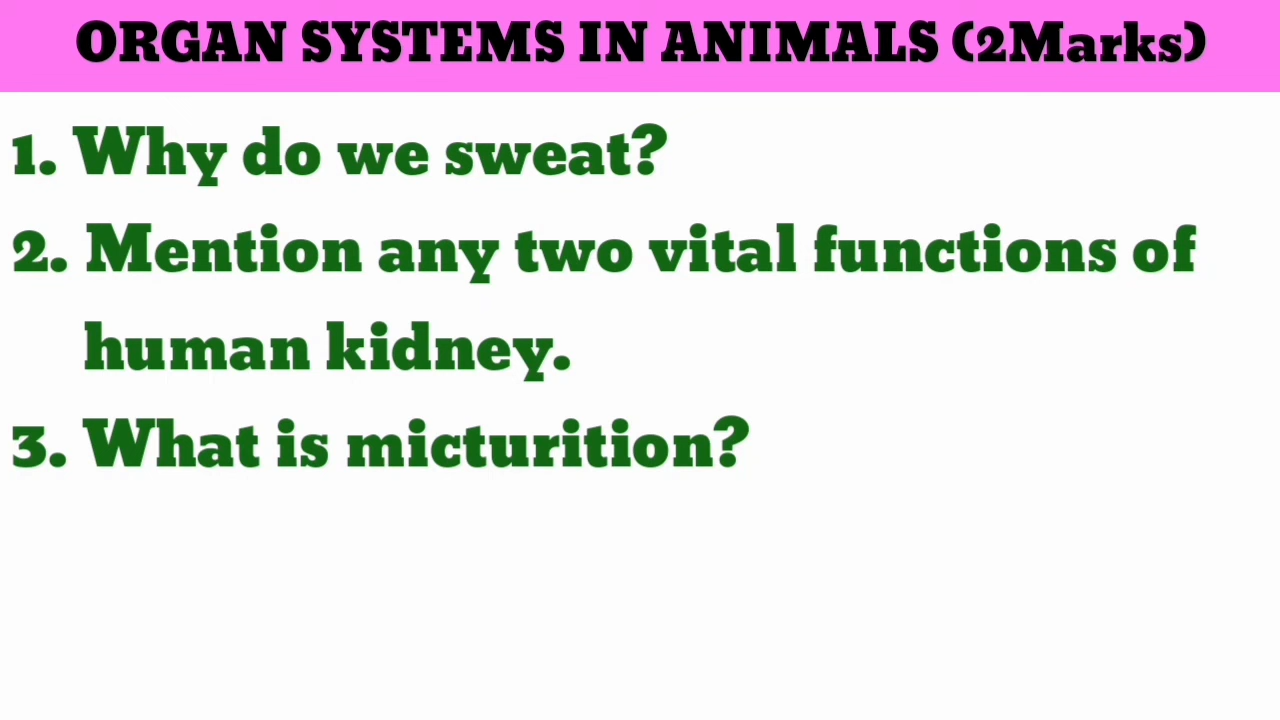 ORGAN SYSTEMS IN ANIMALS (2Marks)
1. Why do we sweat?
2. Mention any two vital functions of
human kidney.
3. What is micturition?